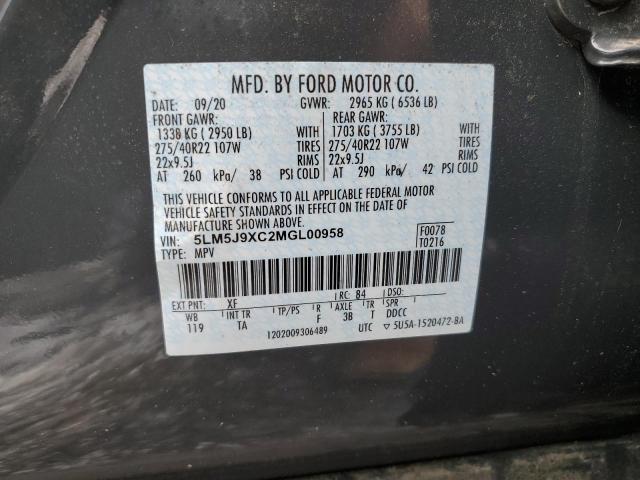 MFD. BY FORD MOTOR CO.
DATE: 09/20 GVWR: 2965 KG ( 6536 LB)
FRONT GAWR: REAR GAWR:
1338 KG ( 2950 LB) WITH 1703 KG ( 3755 LB) WITH
275/40R22 107W TIRES 275/40R22 107W TIRES
22x9.5J RIMS 22x9.5J RIMS
AT 260 kPa/ 38 PSI COLD AT 290 kPa/ 42 PSI COLD
THIS VEHICLE CONFORMS TO ALL APPLICABLE FEDERAL MOTOR
VEHICLE SAFETY STANDARDS IN EFFECT ON THE DATE OF
MANUFACTURE SHOWN ABOVE.
VIN: 5LM5J9XC2MGL00958 F0078
TYPE: MPV T0216
EXT PNT: XF RC: 84 DSO:
WB INT TR TP/PS R AXLE TR SPR
119 TA F 3B T DDCC
1202009306489 UTC ▽ 5U5A-1520472-BA